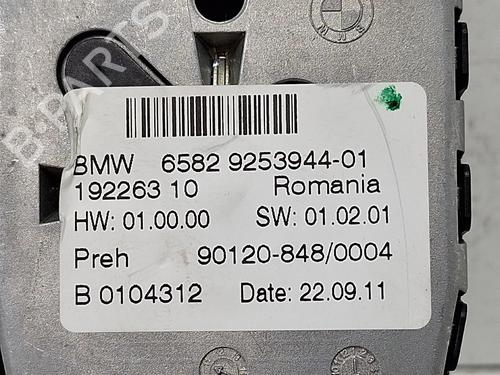 B-PARTS
BMW
BMW 6582 9253944-01
192263 10 Romania
HW: 01.00.00 SW: 01.02.01
Preh 90120-848/0004
B 0104312 Date: 22.09.11